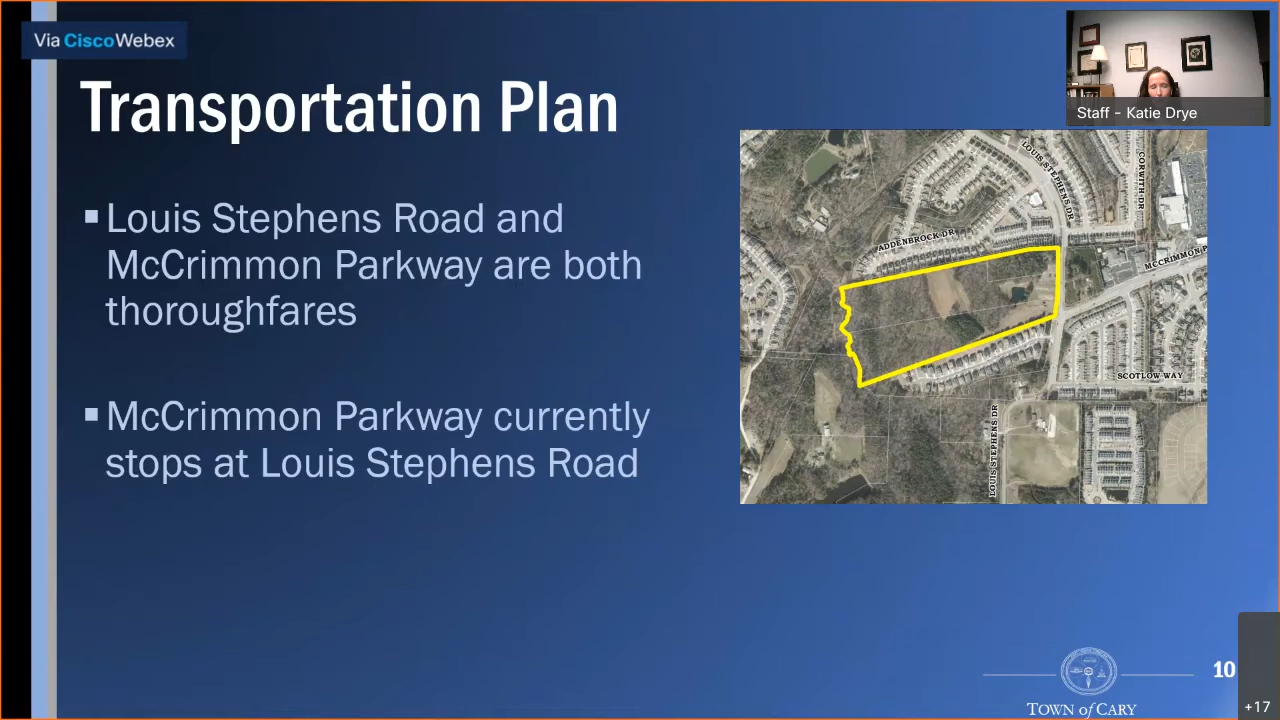 Via CiscoWebex
Staff - Katie Drye
Transportation Plan
▪Louis Stephens Road and
McCrimmon Parkway are both
thoroughfares
▪McCrimmon Parkway currently
stops at Louis Stephens Road
LOUIS STEPHENS DR
CORWITH DR
ADDENBROCK DR
MCCRIMMON P
SCOTLOW WAY
LOUIS STEPHENS DR
10
TOWN of CARY
+17